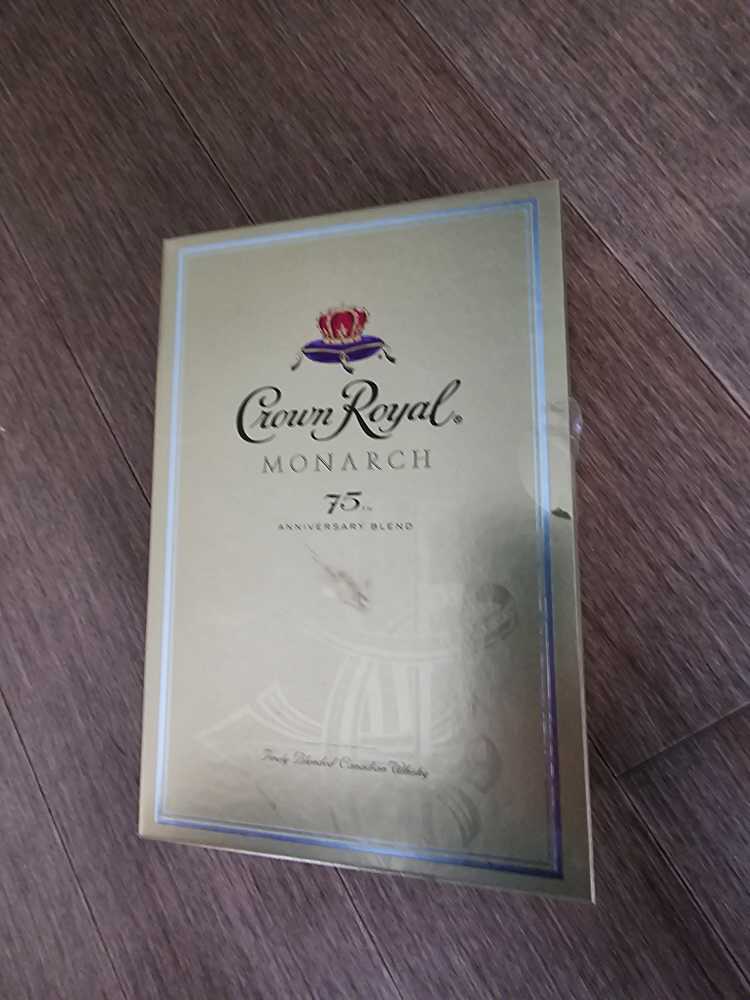 Crown Royal®
MONARCH
75TH
ANNIVERSARY BLEND
Finely Blended Canadian Whisky